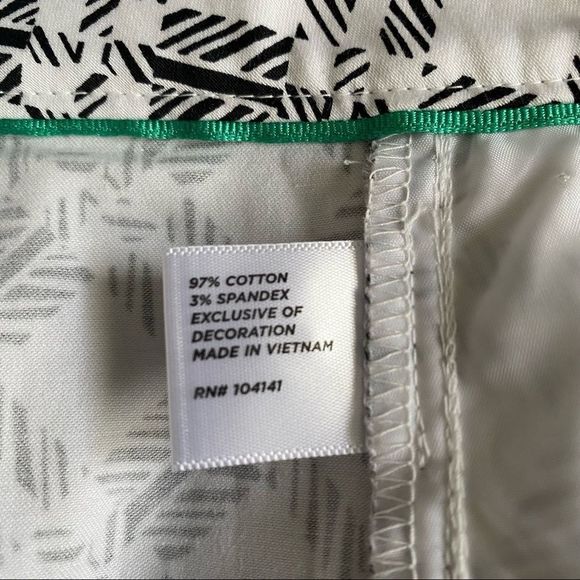 97% COTTON
3% SPANDEX
EXCLUSIVE OF
DECORATION
MADE IN VIETNAM
RN# 104141